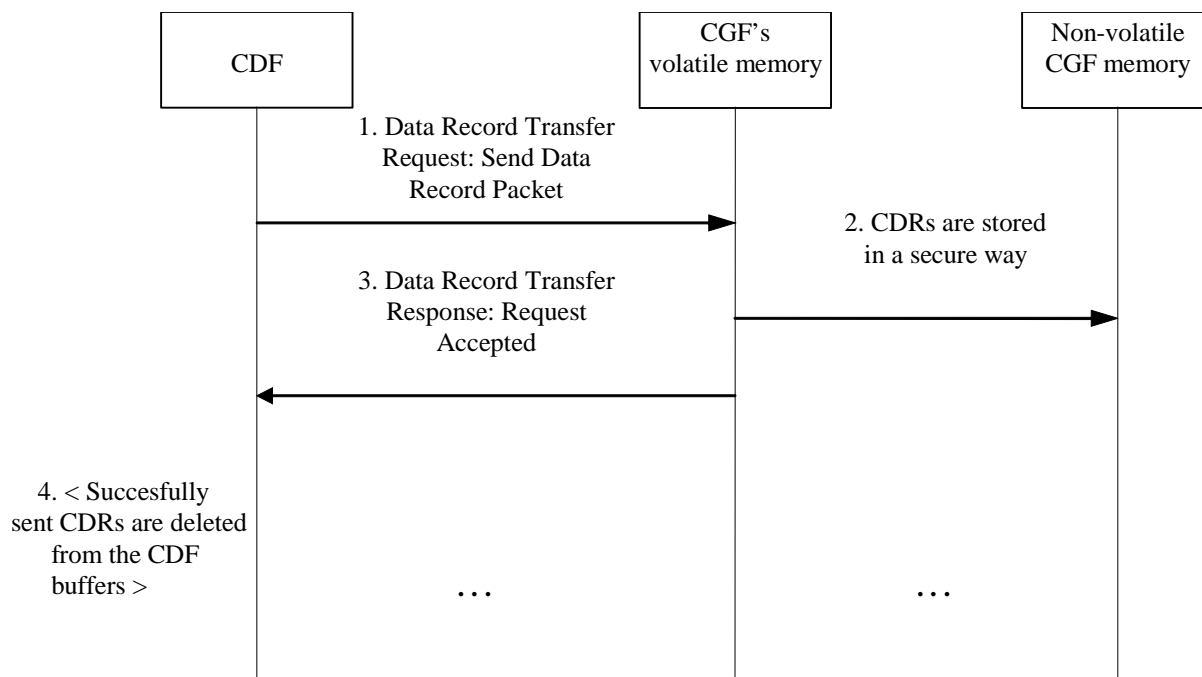 CDF
CGF's
volatile memory
Non-volatile
CGF memory
1. Data Record Transfer
Request: Send Data
Record Packet
2. CDRs are stored
in a secure way
3. Data Record Transfer
Response: Request
Accepted
4. < Succesfully
sent CDRs are deleted
from the CDF
buffers >
...
...